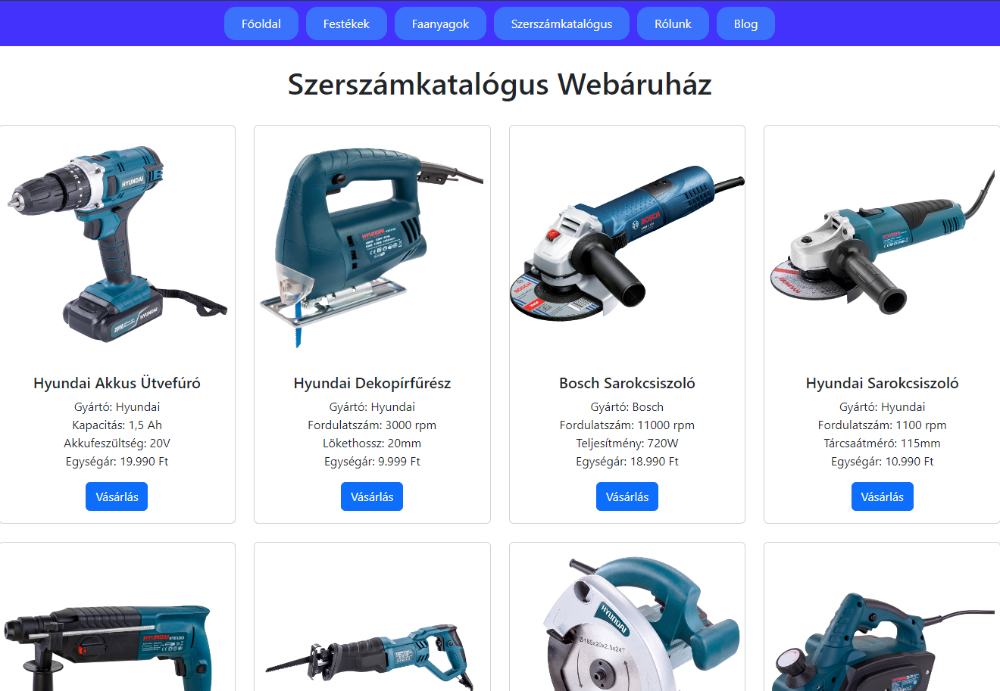 Főoldal
Festékek
Faanyagok
Szerszámkatalógus
Rólunk
Blog
Szerszámkatalógus Webáruház
HYUNDAI
20V
HYUNDAI
HYUNDAI
BOSCH
BOSCH
HYUNDAI
Hyundai Akkus Ütvefúró
Gyártó: Hyundai
Kapacitás: 1,5 Ah
Akkufeszültség: 20V
Egységár: 19.990 Ft
Vásárlás
Hyundai Dekopírfűrész
Gyártó: Hyundai
Fordulatszám: 3000 rpm
Lökethossz: 20mm
Egységár: 9.999 Ft
Vásárlás
Bosch Sarokcsiszoló
Gyártó: Bosch
Fordulatszám: 11000 rpm
Teljesítmény: 720W
Egységár: 18.990 Ft
Vásárlás
Hyundai Sarokcsiszoló
Gyártó: Hyundai
Fordulatszám: 1100 rpm
Tárcsaátmérő: 115mm
Egységár: 10.990 Ft
Vásárlás
HYUNDAI
HYUNDAI
Ø185x20x2.5x24T